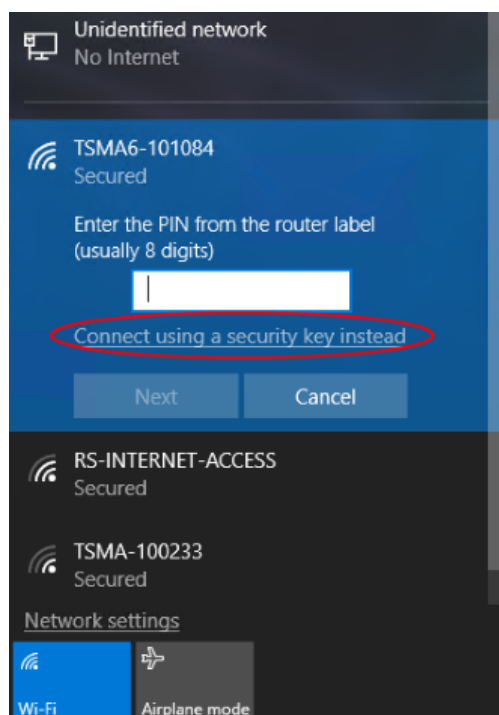 Unidentified network
No Internet
TSMA6-101084
Secured
Enter the PIN from the router label
(usually 8 digits)
Connect using a security key instead
Next
Cancel
RS-INTERNET-ACCESS
Secured
TSMA-100233
Secured
Network settings
Wi-Fi
Airplane mode